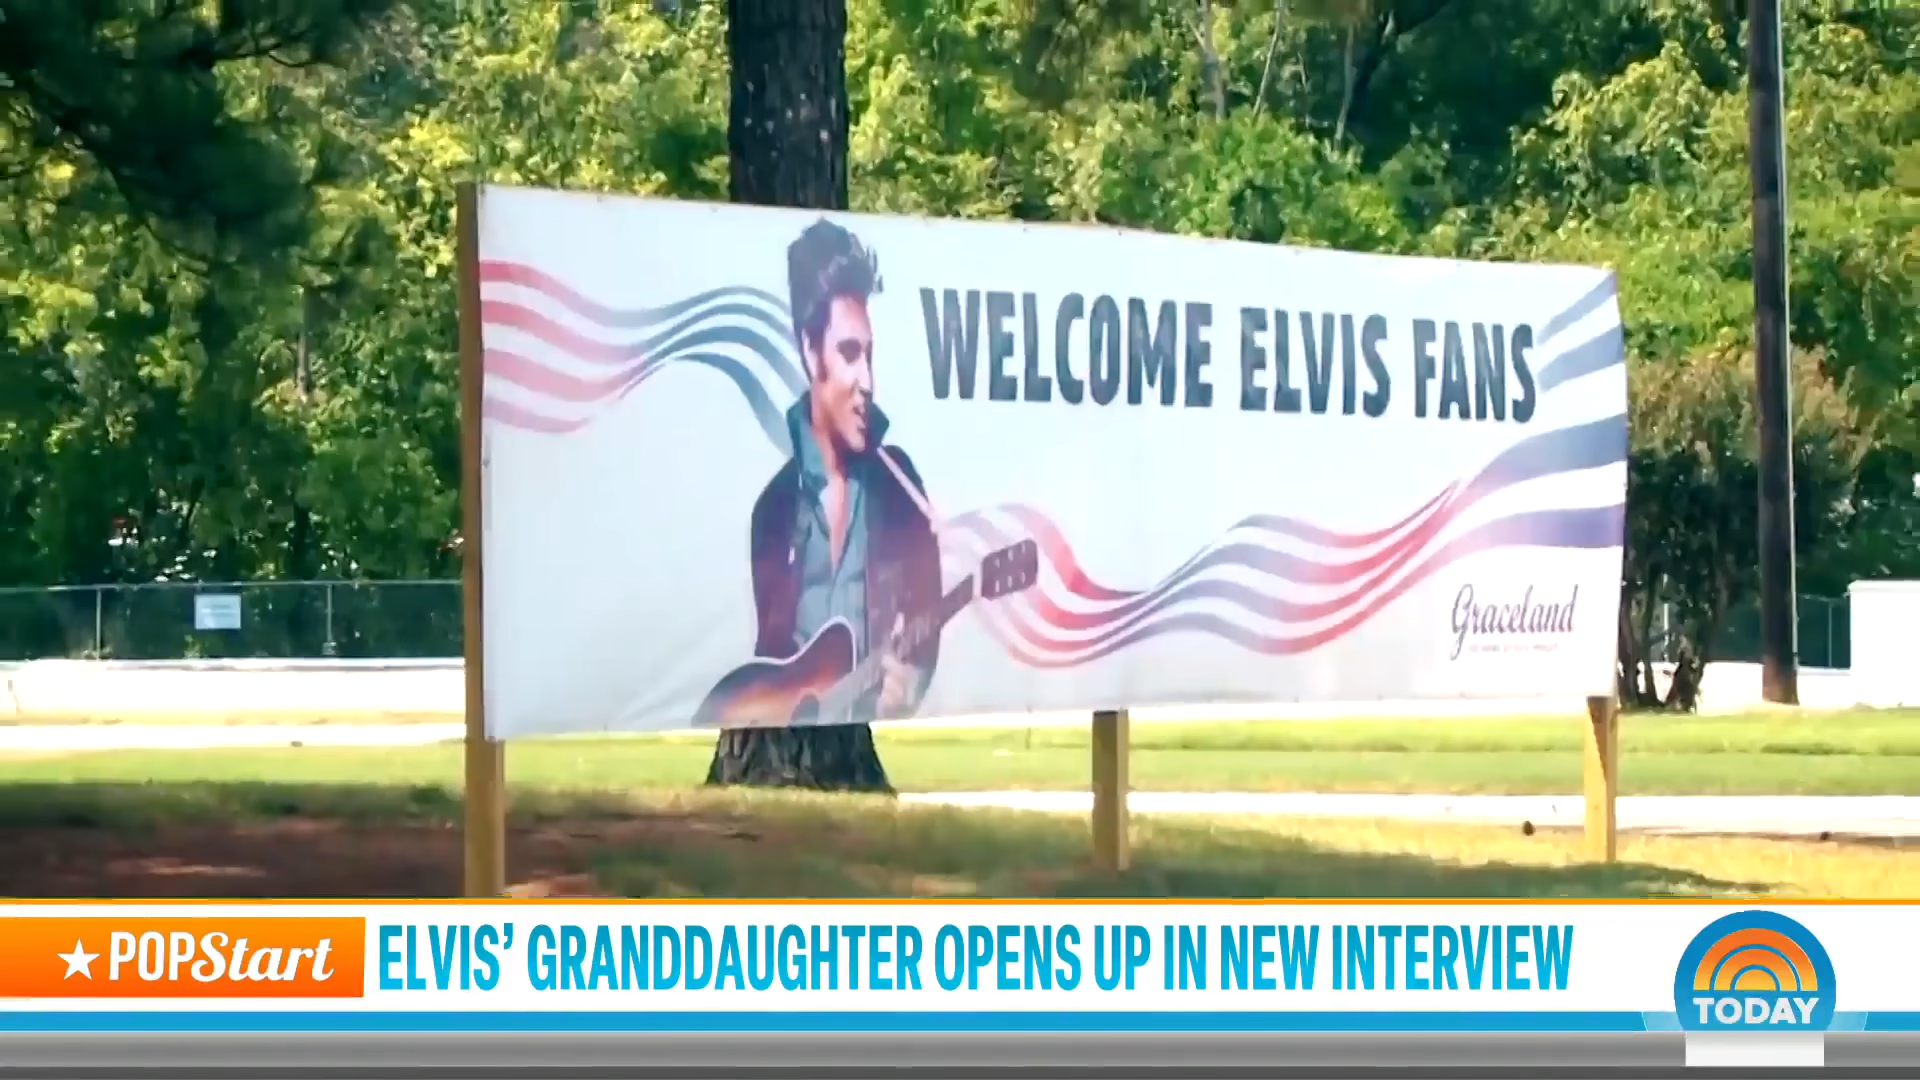 WELCOME ELVIS FANS
Graceland
POPStart
ELVIS' GRANDDAUGHTER OPENS UP IN NEW INTERVIEW
TODAY